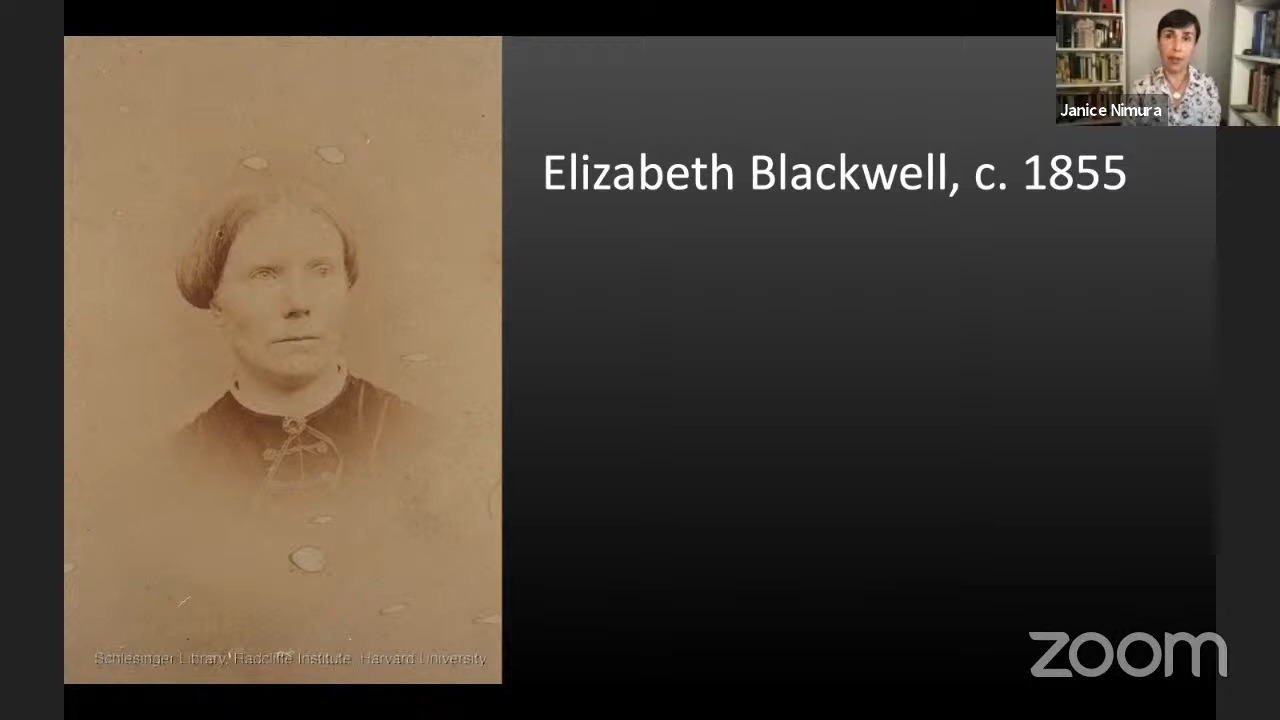 Janice Nimura
Elizabeth Blackwell, c. 1855
Schlesinger Library, Radcliffe Institute, Harvard University
zoom